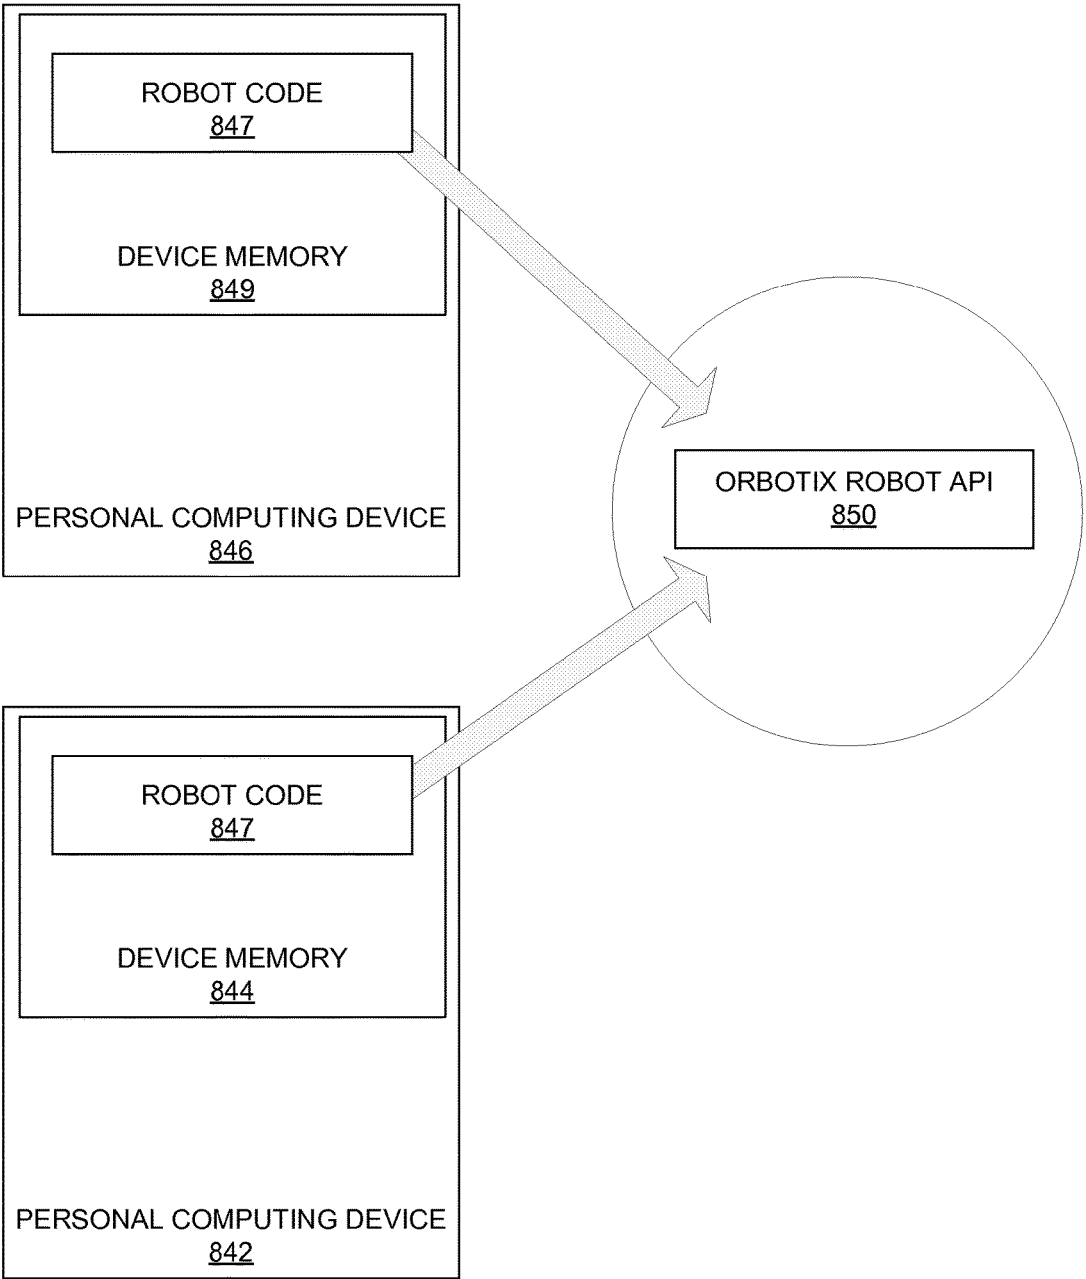 ROBOT CODE
847
DEVICE MEMORY
849
PERSONAL COMPUTING DEVICE
846
ORBOTIX ROBOT API
850
ROBOT CODE
847
DEVICE MEMORY
844
PERSONAL COMPUTING DEVICE
842